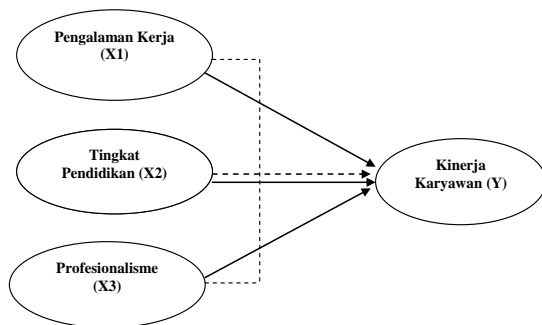 Pengalaman Kerja
(X1)
Tingkat
Pendidikan (X2)
Kinerja
Karyawan (Y)
Profesionalisme
(X3)